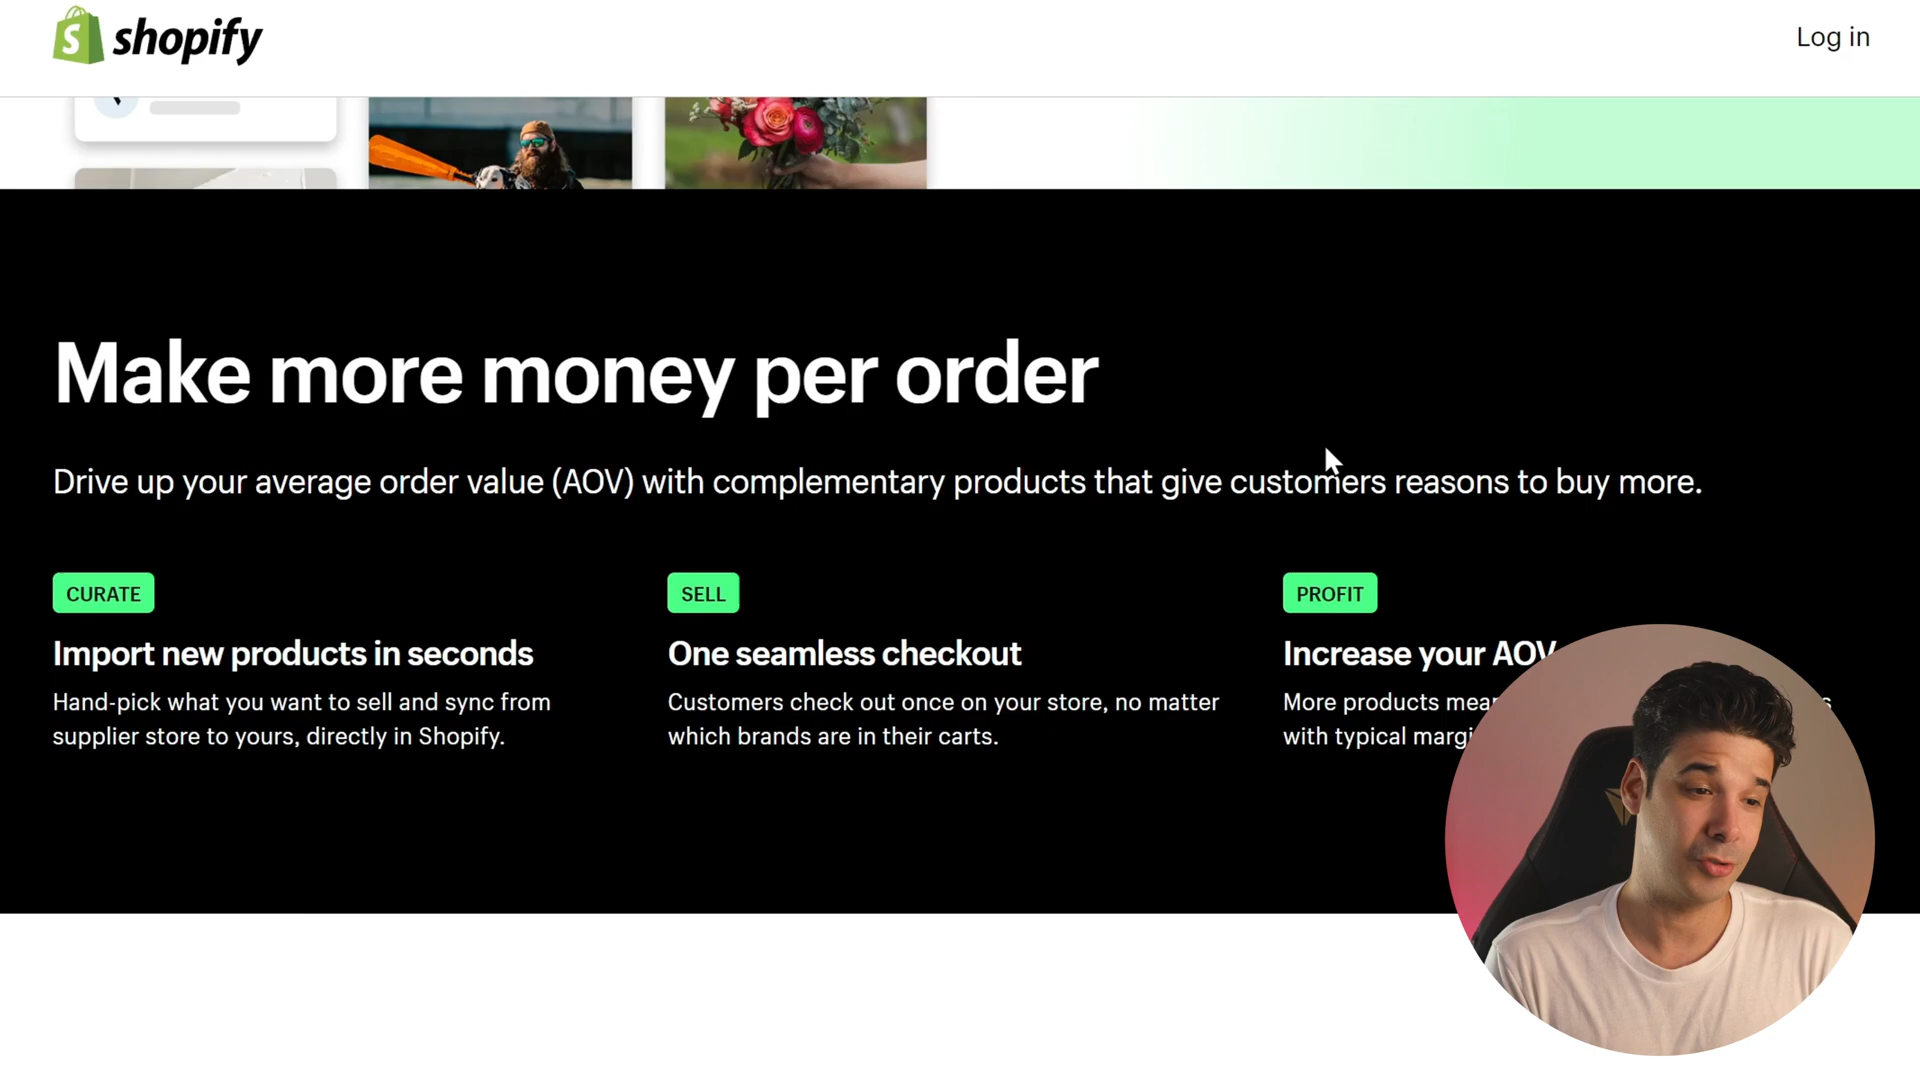 shopify
Log in
Make more money per order
Drive up your average order value (AOV) with complementary products that give customers reasons to buy more.
CURATE
Import new products in seconds
Hand-pick what you want to sell and sync from
supplier store to yours, directly in Shopify.
SELL
One seamless checkout
Customers check out once on your store, no matter
which brands are in their carts.
PROFIT
Increase your AOV
More products mean
with typical